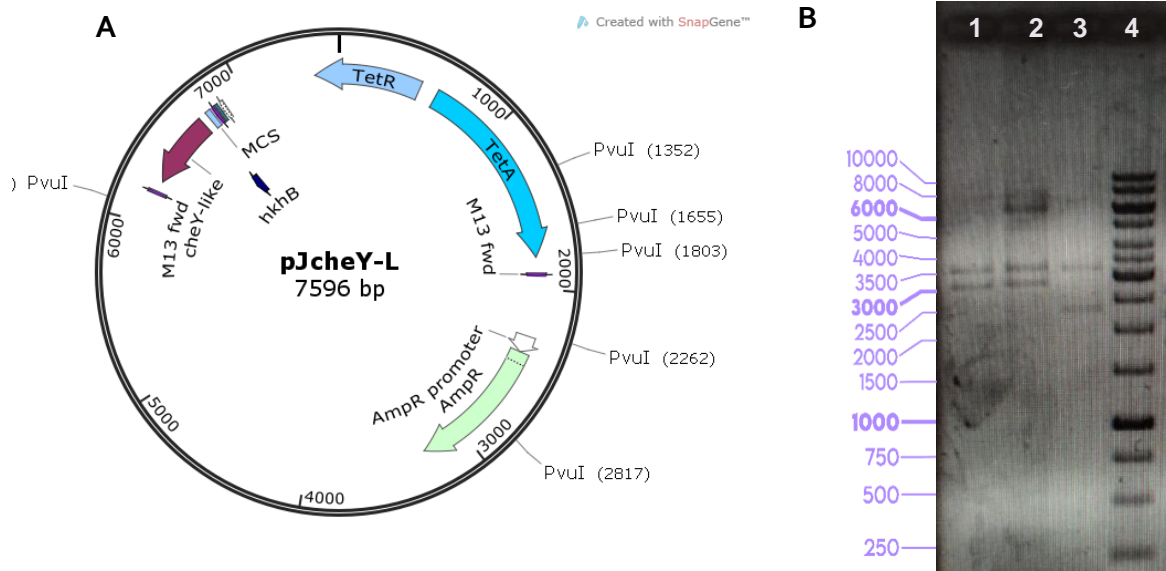 A
Created with SnapGene™
B
TetR
TetA
7000
1000
MCS
PvuI (1352)
) PvuI
hkhB
cheY-like
M13 fwd
PvuI (1655)
M13 fwd
PvuI (1803)
6000
pJcheY-L
7596 bp
2000
PvuI (2262)
AmpR promoter
AmpR
5000
3000
PvuI (2817)
4000
1 2 3 4
10000
8000
6000
5000
4000
3500
3000
2500
2000
1500
1000
750
500
250